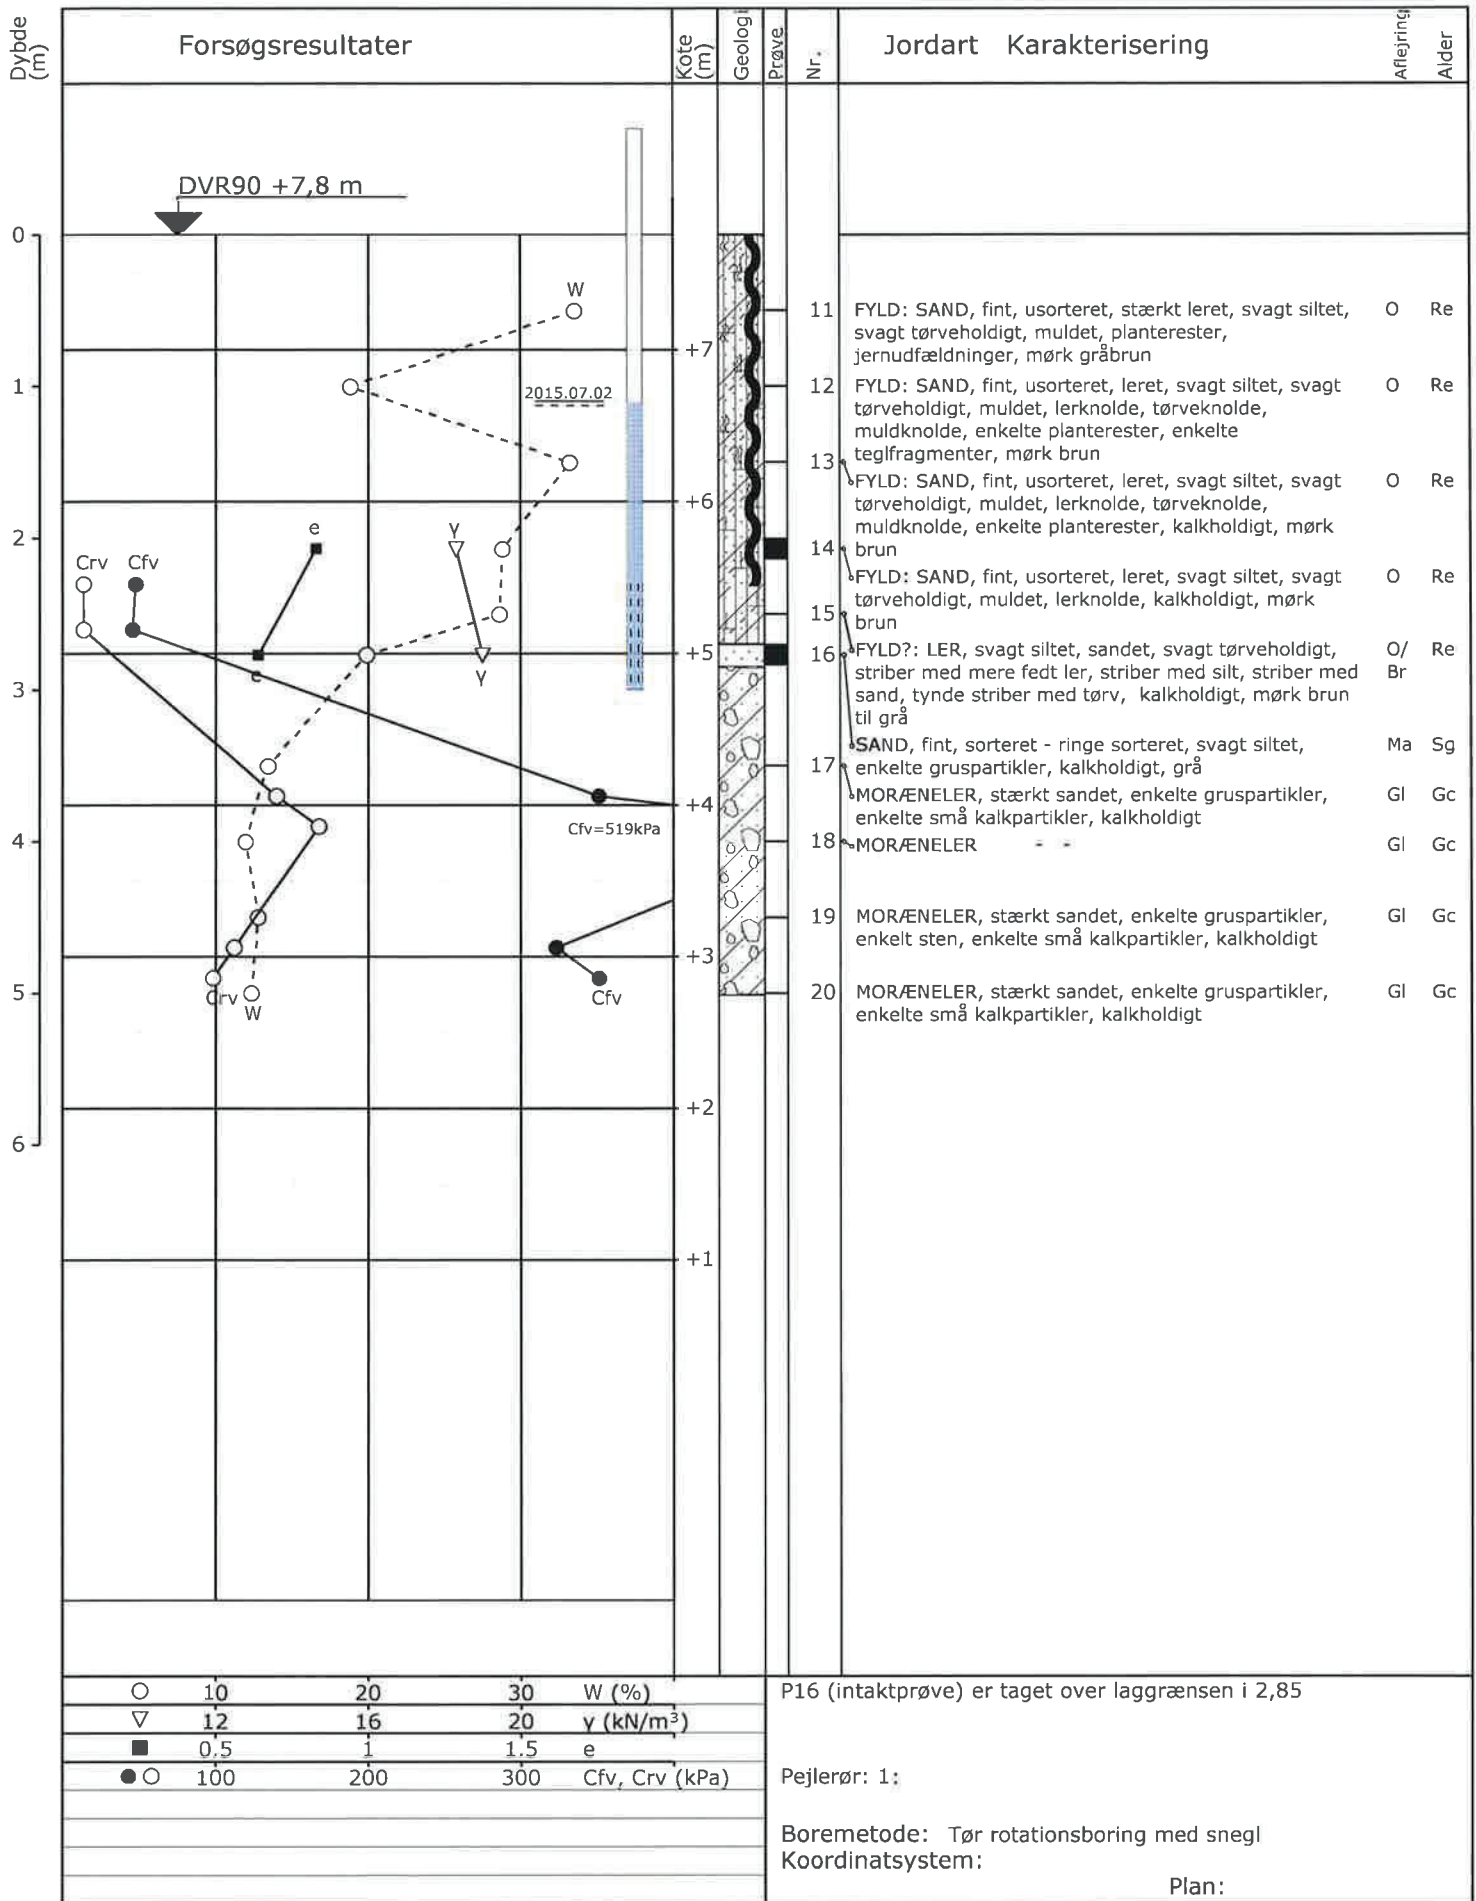 Dybde
(m)
Forsøgsresultater
Kote
(m)
Geologi
Prøve
Nr.
Jordart Karakterisering
Aflejring
Alder
DVR90 +7,8 m
0
W
11 FYLD: SAND, fint, usorteret, stærkt leret, svagt siltet, O Re
svagt tørveholdigt, muldet, planterester,
jernudfældninger, mørk gråbrun
+7
1
2015.07.02
12 FYLD: SAND, fint, usorteret, leret, svagt siltet, svagt O Re
tørveholdigt, muldet, lerknolde, tørveknolde,
muldknolde, enkelte planterester, enkelte
teglfragmenter, mørk brun
13
FYLD: SAND, fint, usorteret, leret, svagt siltet, svagt O Re
tørveholdigt, muldet, lerknolde, tørveknolde,
muldknolde, enkelte planterester, kalkholdigt, mørk
brun
+6
2
e
γ
14
Crv Cfv
FYLD: SAND, fint, usorteret, leret, svagt siltet, svagt O Re
tørveholdigt, muldet, lerknolde, kalkholdigt, mørk
brun
15
+5
16
FYLD?: LER, svagt siltet, sandet, svagt tørveholdigt, O/ Re
striber med mere fedt ler, striber med silt, striber med Br
sand, tynde striber med tørv, kalkholdigt, mørk brun
til grå
e
γ
3
SAND, fint, sorteret - ringe sorteret, svagt siltet, Ma Sg
enkelte gruspartikler, kalkholdigt, grå
17
MORÆNELER, stærkt sandet, enkelte gruspartikler, Gl Gc
enkelte små kalkpartikler, kalkholdigt
+4
Cfv=519kPa
4
18 MORÆNELER - - Gl Gc
19 MORÆNELER, stærkt sandet, enkelte gruspartikler, Gl Gc
enkelt sten, enkelte små kalkpartikler, kalkholdigt
+3
5
Crv
W
Cfv
20 MORÆNELER, stærkt sandet, enkelte gruspartikler, Gl Gc
enkelte små kalkpartikler, kalkholdigt
+2
6
+1
10 20 30 W (%)
12 16 20 γ (kN/m³)
0.5 1 1.5 e
100 200 300 Cfv, Crv (kPa)
P16 (intaktprøve) er taget over laggrænsen i 2,85
Pejlerør: 1:
Boremetode: Tør rotationsboring med snegl
Koordinatsystem:
Plan: